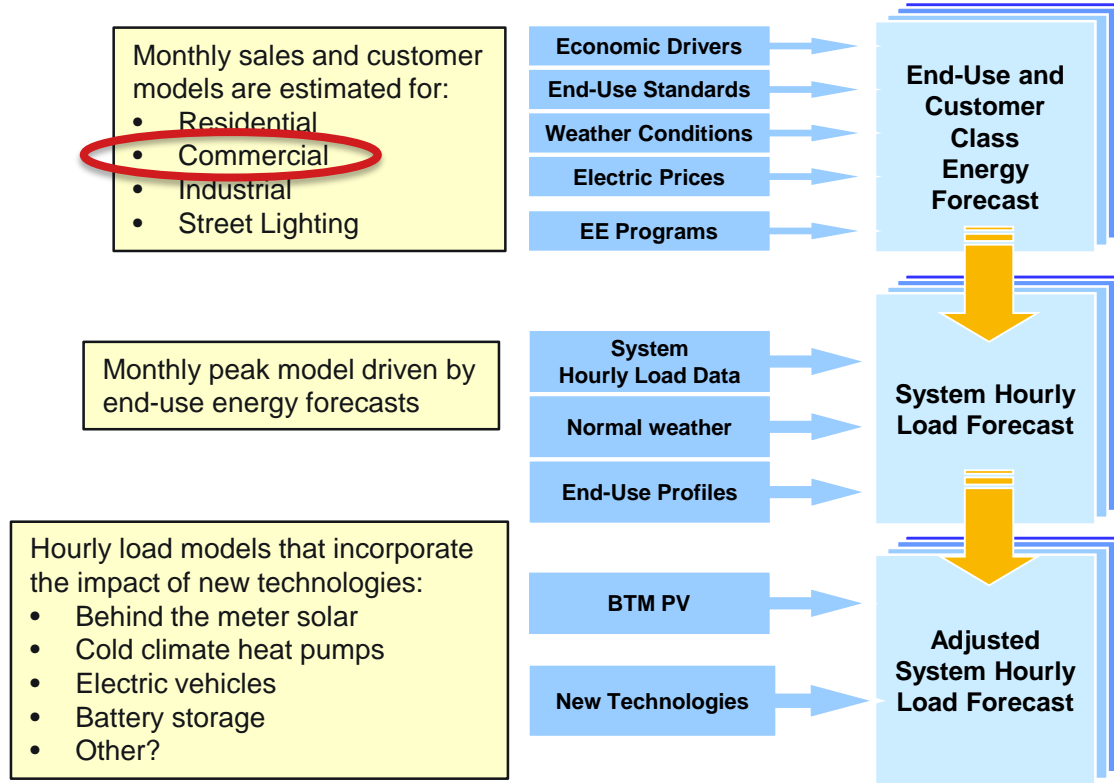 Monthly sales and customer
models are estimated for:
• Residential
• Commercial
• Industrial
• Street Lighting
Economic Drivers
End-Use Standards
Weather Conditions
Electric Prices
EE Programs
End-Use and
Customer
Class
Energy
Forecast
Monthly peak model driven by
end-use energy forecasts
System
Hourly Load Data
Normal weather
End-Use Profiles
System Hourly
Load Forecast
Hourly load models that incorporate
the impact of new technologies:
• Behind the meter solar
• Cold climate heat pumps
• Electric vehicles
• Battery storage
• Other?
BTM PV
New Technologies
Adjusted
System Hourly
Load Forecast